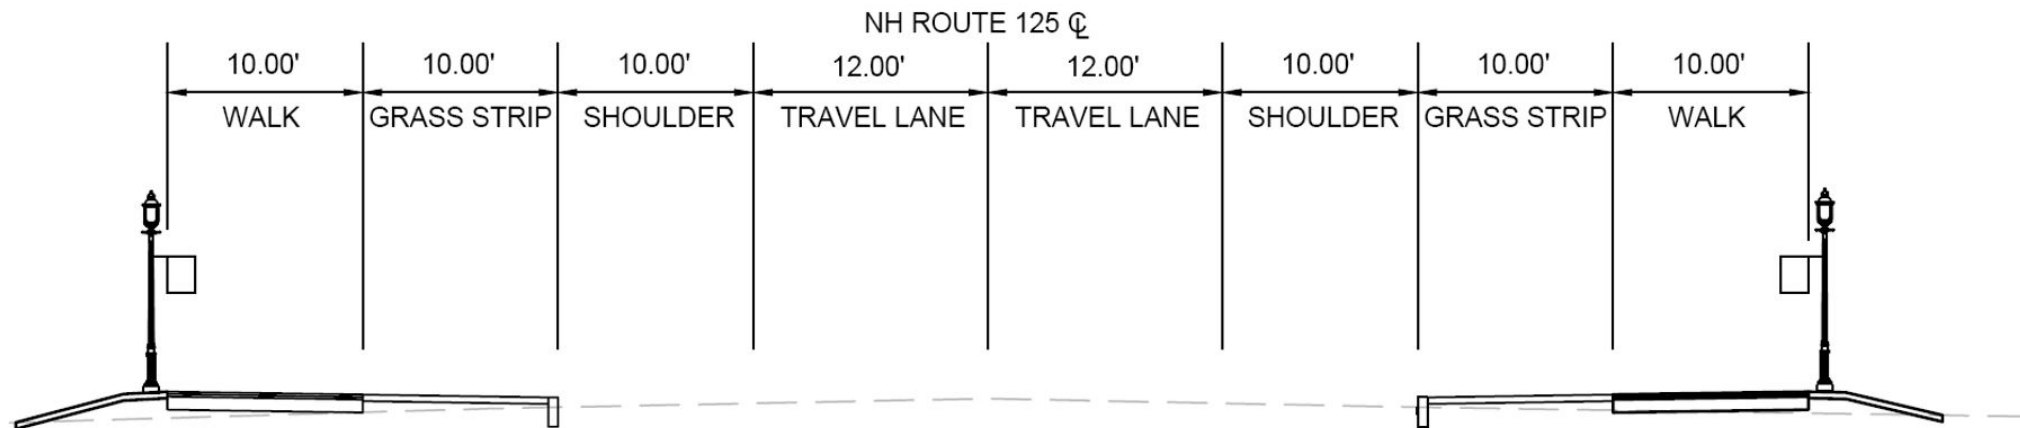 NH ROUTE 125 ℄
10.00' 10.00' 10.00' 12.00' 12.00' 10.00' 10.00' 10.00'
WALK GRASS STRIP SHOULDER TRAVEL LANE TRAVEL LANE SHOULDER GRASS STRIP WALK